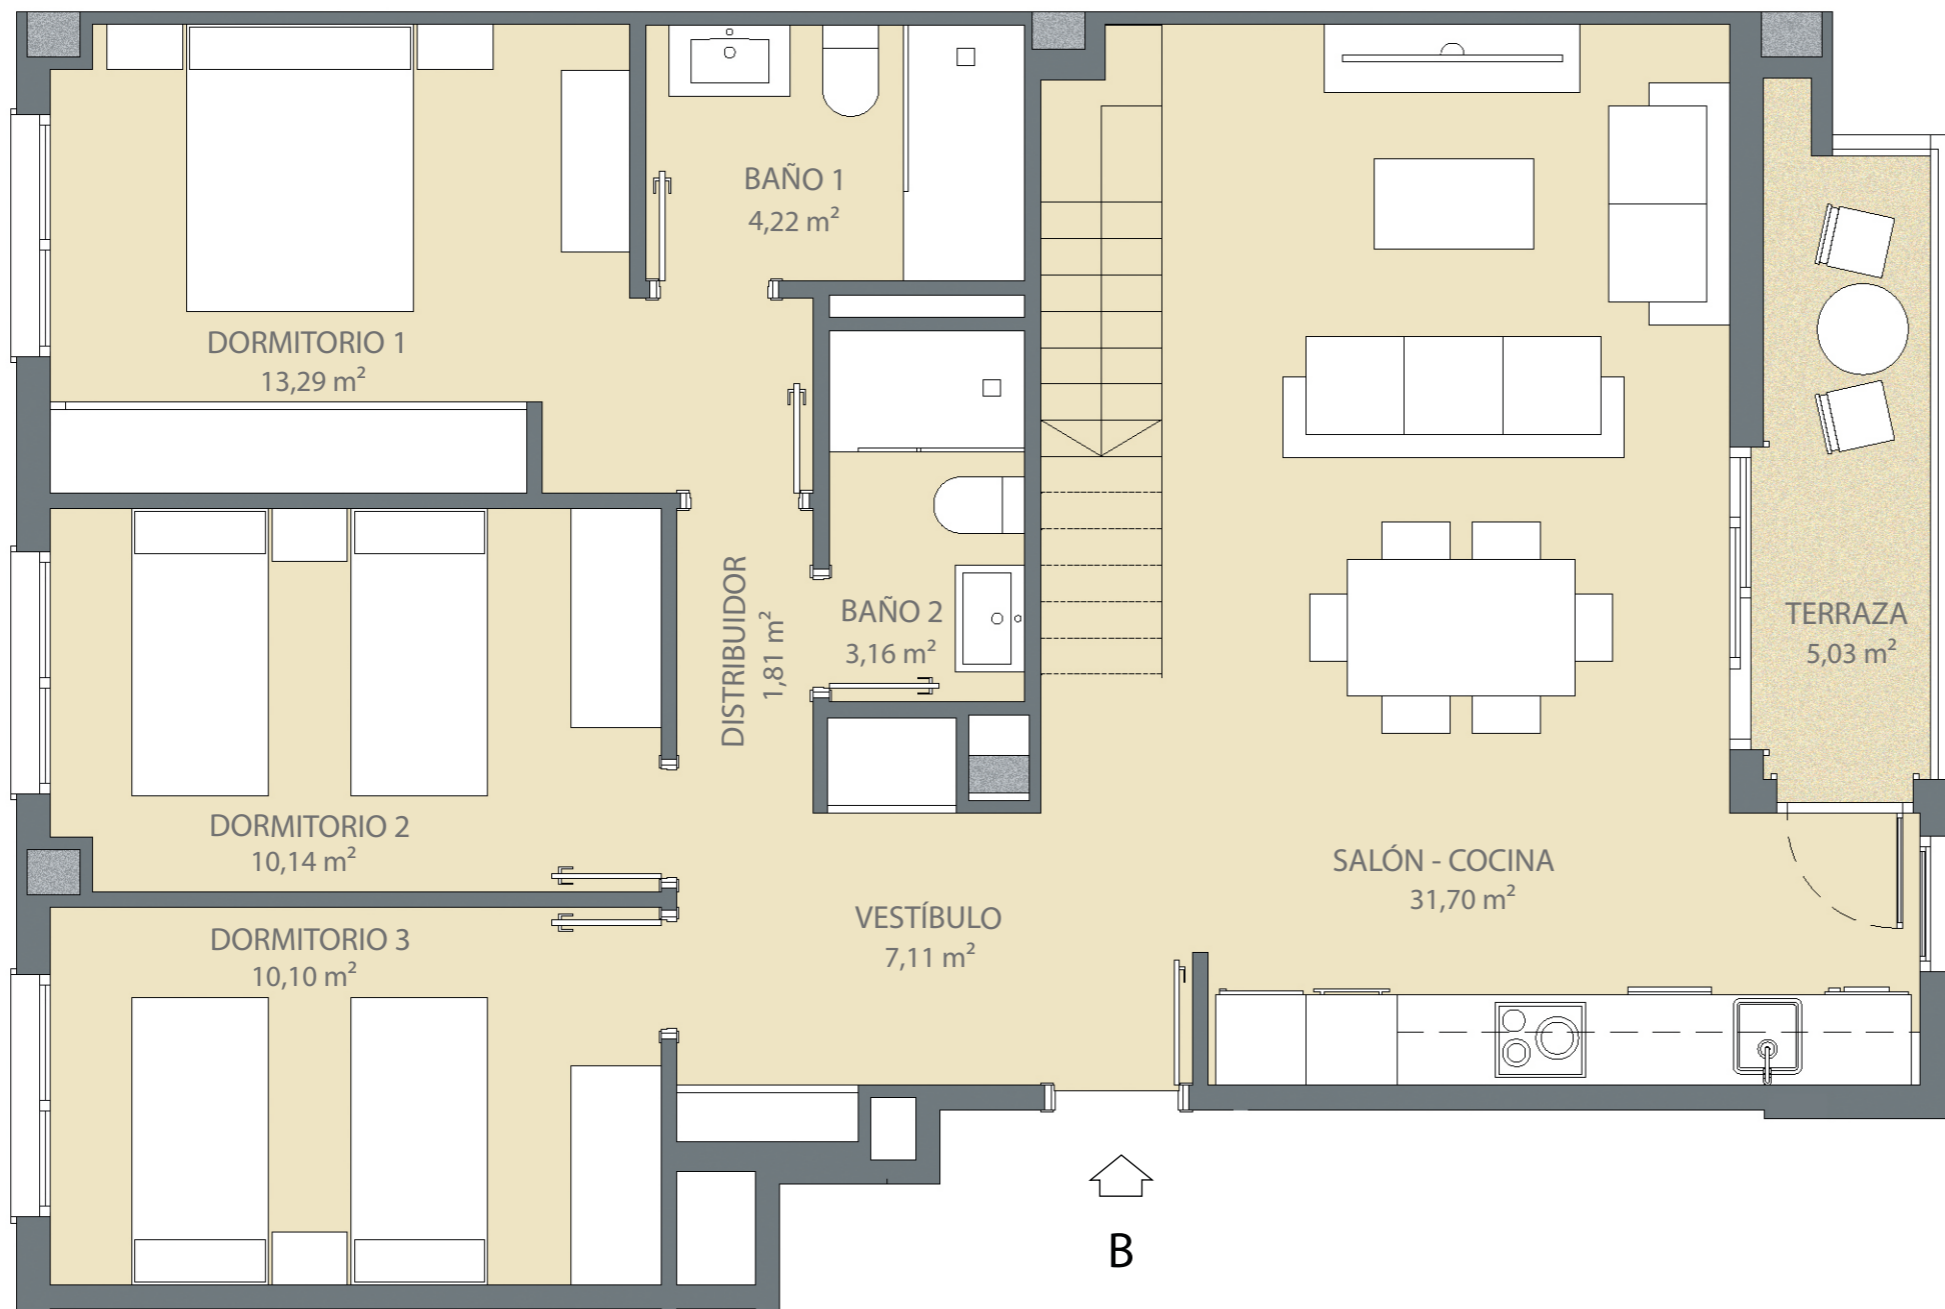 BAÑO 1
4,22 m²
DORMITORIO 1
13,29 m²
DISTRIBUIDOR
1,81 m²
BAÑO 2
3,16 m²
TERRAZA
5,03 m²
DORMITORIO 2
10,14 m²
SALÓN - COCINA
31,70 m²
VESTÍBULO
7,11 m²
DORMITORIO 3
10,10 m²
B